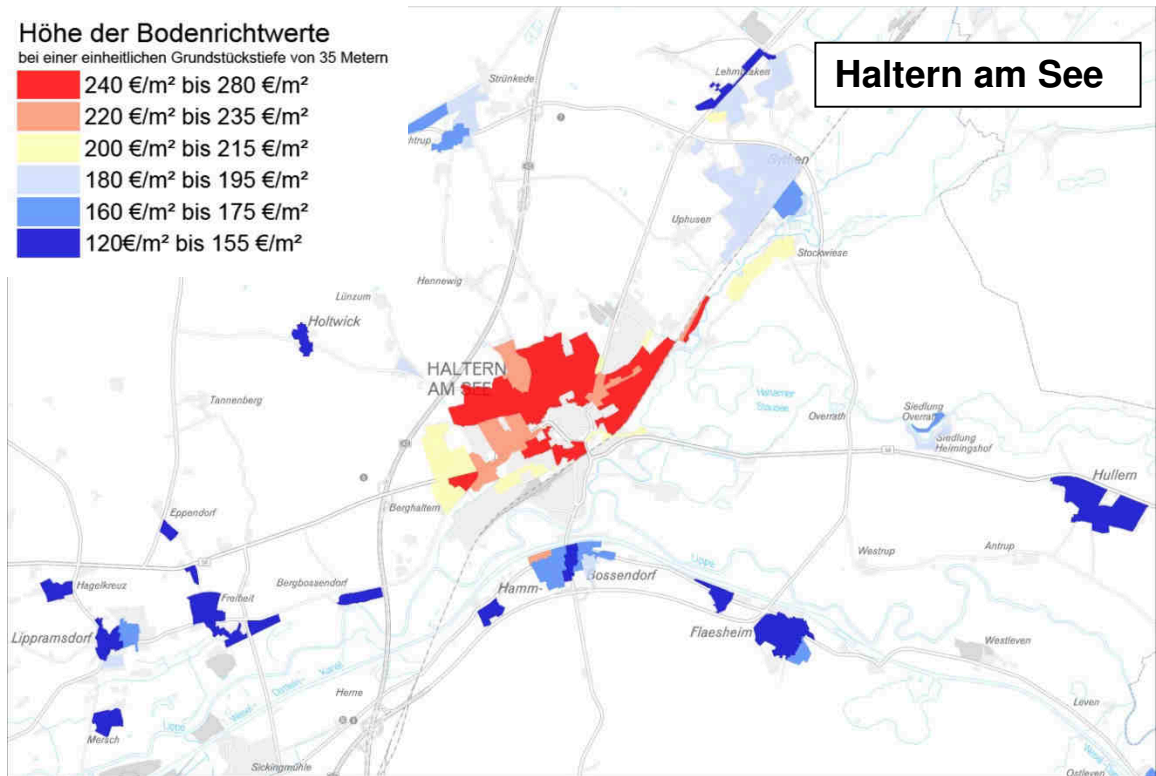 Höhe der Bodenrichtwerte
bei einer einheitlichen Grundstückstiefe von 35 Metern
240 €/m² bis 280 €/m²
220 €/m² bis 235 €/m²
200 €/m² bis 215 €/m²
180 €/m² bis 195 €/m²
160 €/m² bis 175 €/m²
120€/m² bis 155 €/m²
Haltern am See
Strünkede
Sythen
Uphusen
Stockwiese
Hennewig
Lünzum
Holtwick
HALTERN
AM SEE
Tannenberg
Overrath
Siedlung
Overrath
Siedlung
Heimingshof
Hullern
Berghaltern
Eppendorf
58
58
Lippe
Westrup
Antrup
Hagelkreuz
Freiheit
Bergbossendorf
Hamm-
Bossendorf
Lippramsdorf
Flaesheim
Westleven
Herne
Leven
Lippe
Mersch
Sickingmühle
Ostleven